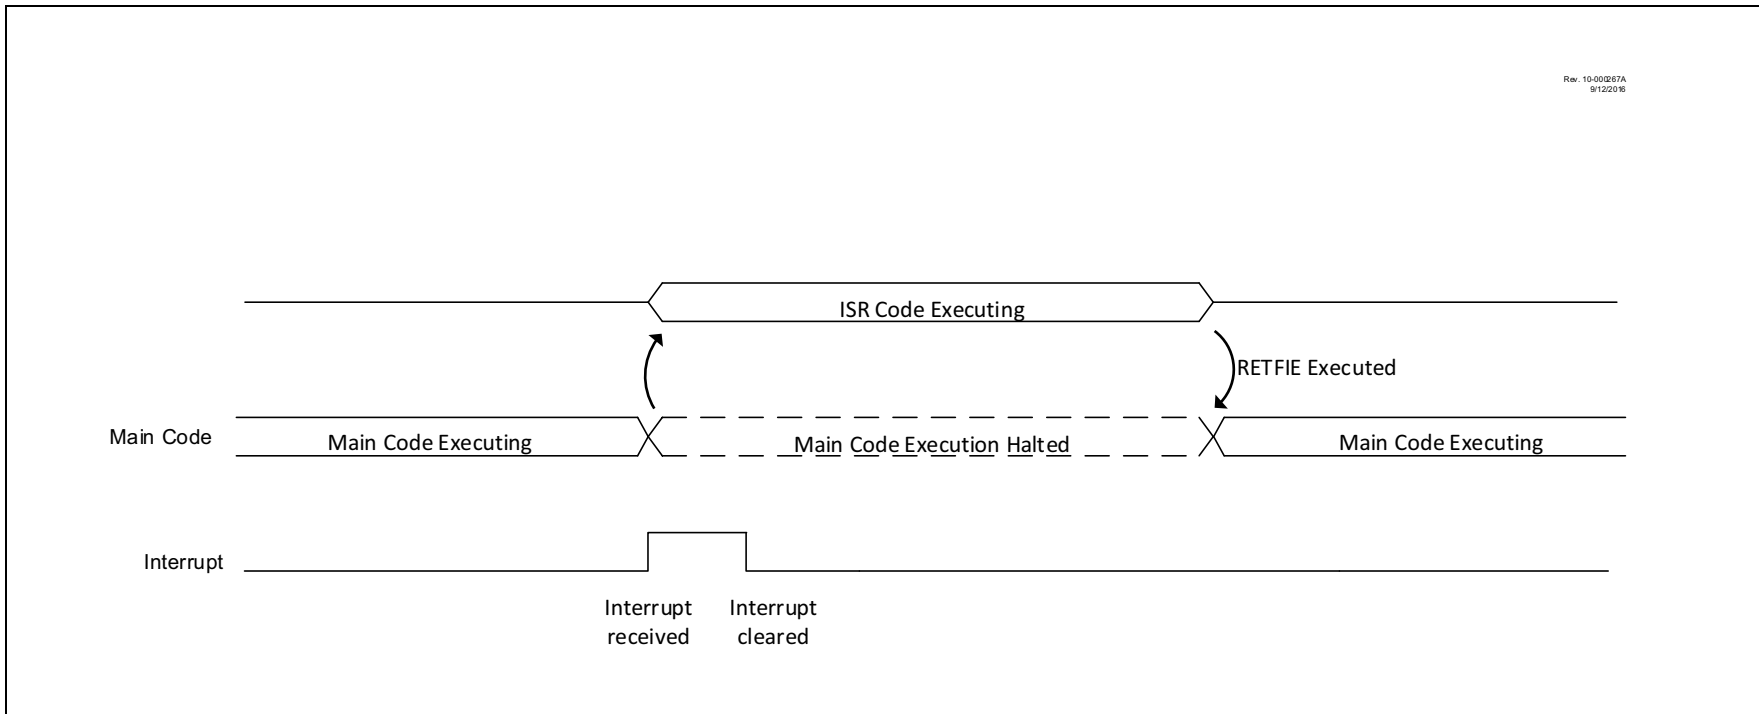 Rev. 10-000267A
9/12/2016
ISR Code Executing
RETFIE Executed
Main Code
Main Code Executing
Main Code Execution Halted
Main Code Executing
Interrupt
Interrupt
received
Interrupt
cleared